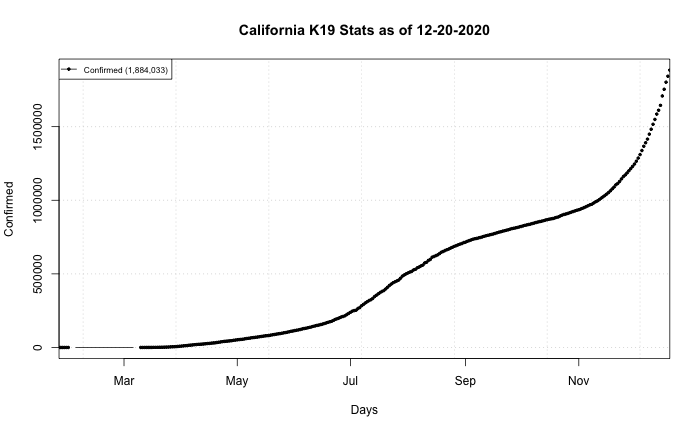 California K19 Stats as of 12-20-2020
Confirmed (1,884,033)
Confirmed
1500000
1000000
500000
0
Mar May Jul Sep Nov
Days